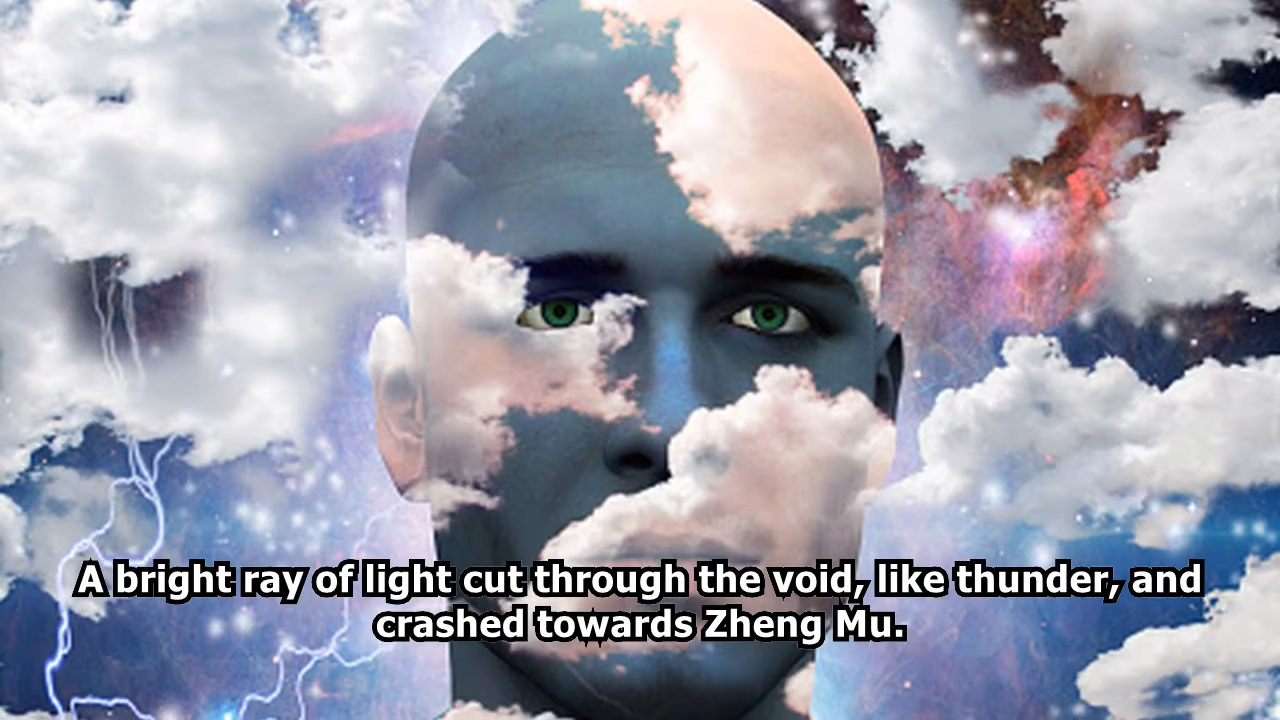 A bright ray of light cut through the void, like thunder, and
crashed towards Zheng Mu.